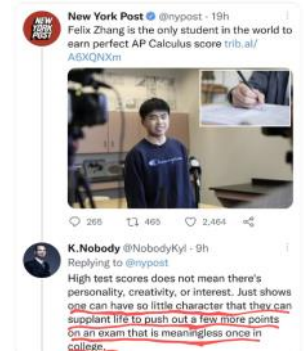 NEW
YORK
POST
New York Post @nypost · 19h
Felix Zhang is the only student in the world to
earn perfect AP Calculus score trib.al/
A6XQNXm
265 465 2,464
K.Nobody @NobodyKyl · 9h
Replying to @nypost
High test scores does not mean there's
personality, creativity, or interest. Just shows
one can have so little character that they can
supplant life to push out a few more points
on an exam that is meaningless once in
college.